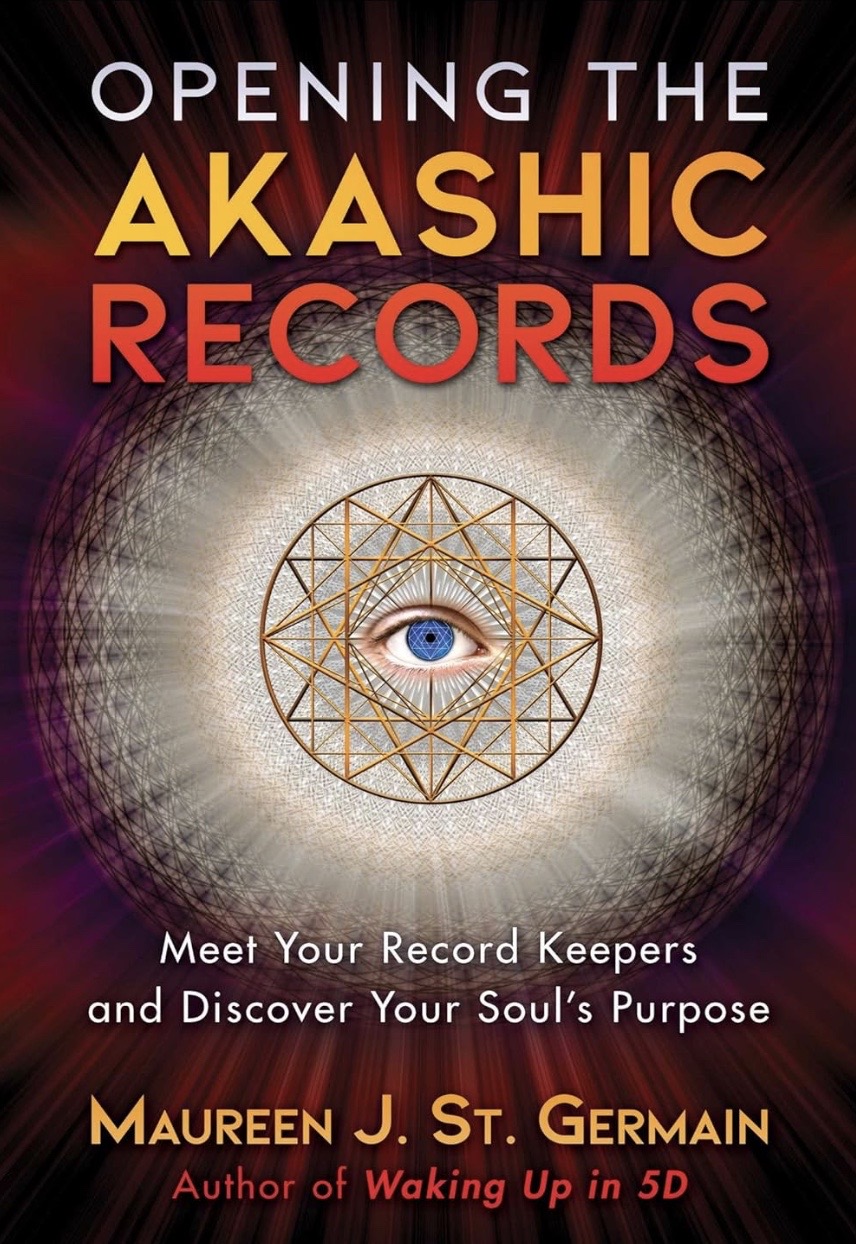 OPENING THE
AKASHIC
RECORDS
Meet Your Record Keepers
and Discover Your Soul's Purpose
MAUREEN J. ST. GERMAIN
Author of Waking Up in 5D